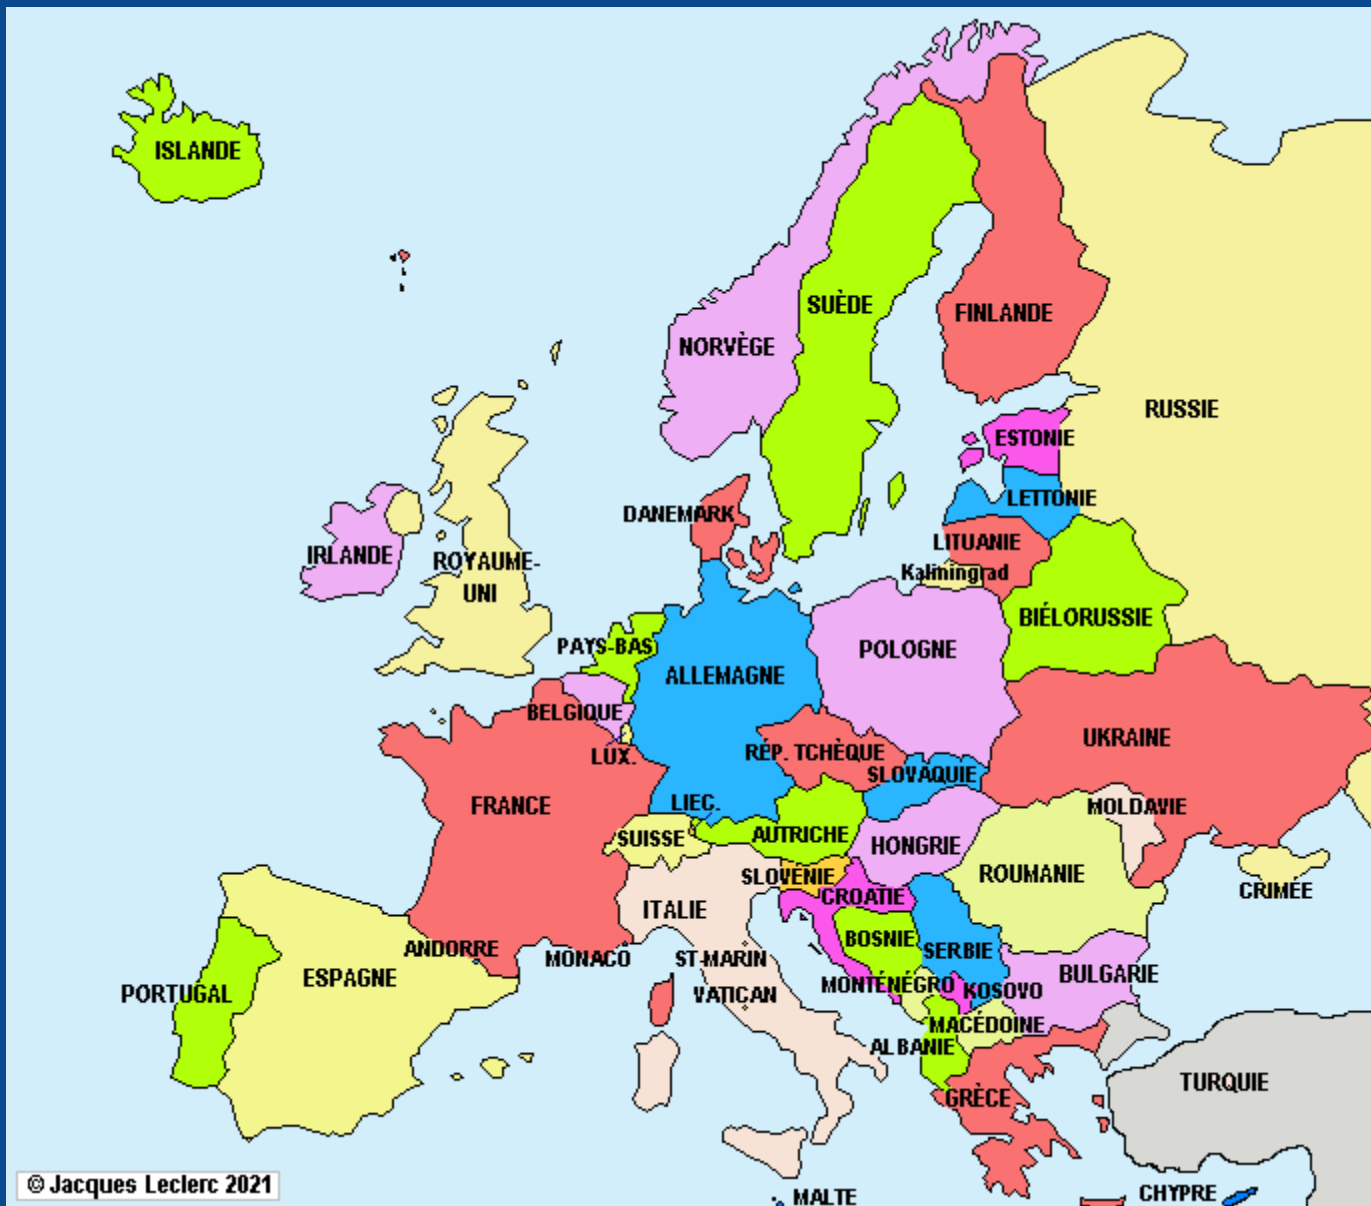 ISLANDE
SUÈDE
FINLANDE
NORVÈGE
RUSSIE
ESTONIE
LETTONIE
DANEMARK
LITUANIE
Kaliningrad
IRLANDE
ROYAUME-
UNI
BIÉLORUSSIE
PAYS-BAS
POLOGNE
ALLEMAGNE
BELGIQUE
UKRAINE
RÉP. TCHÈQUE
LUX.
SLOVAQUIE
FRANCE
LIEC.
MOLDAVIE
SUISSE
AUTRICHE
HONGRIE
SLOVÉNIE
ROUMANIE
CROATIE
CRIMÉE
ITALIE
BOSNIE
ANDORRE
MONACO
ST-MARIN
SERBIE
ESPAGNE
BULGARIE
PORTUGAL
VATICAN
MONTÉNÉGRO
KOSOVO
MACÉDOINE
ALBANIE
TURQUIE
GRÈCE
© Jacques Leclerc 2021
MALTE
CHYPRE